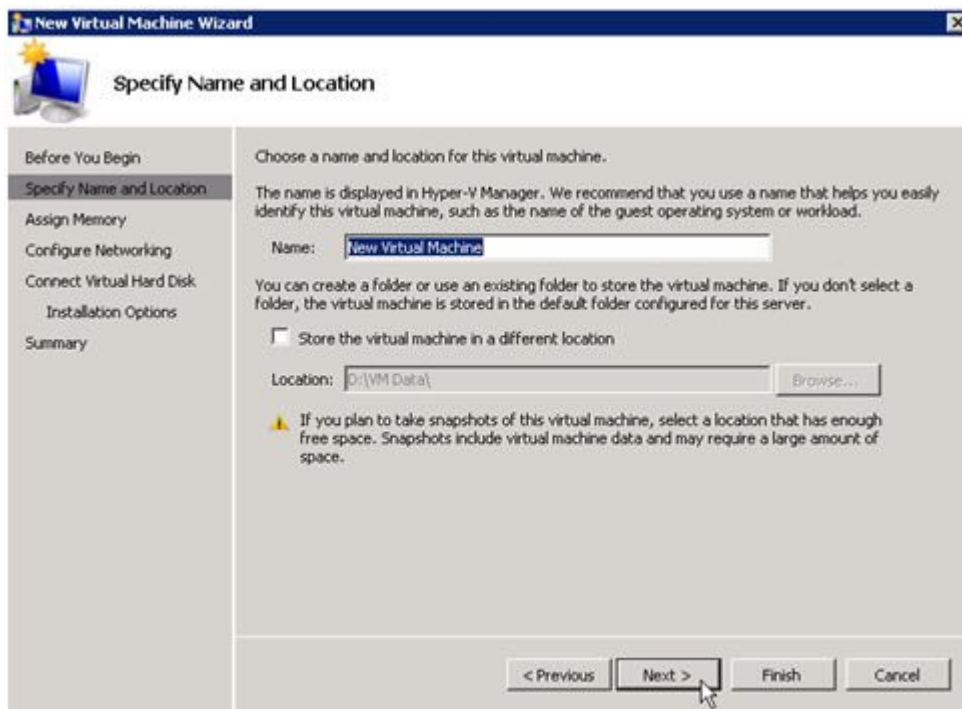 New Virtual Machine Wizard
Specify Name and Location
Before You Begin
Specify Name and Location
Assign Memory
Configure Networking
Connect Virtual Hard Disk
Installation Options
Summary
Choose a name and location for this virtual machine.
The name is displayed in Hyper-V Manager. We recommend that you use a name that helps you easily
identify this virtual machine, such as the name of the guest operating system or workload.
Name: New Virtual Machine
You can create a folder or use an existing folder to store the virtual machine. If you don't select a
folder, the virtual machine is stored in the default folder configured for this server.
Store the virtual machine in a different location
Location: D:\VM Data\ Browse...
If you plan to take snapshots of this virtual machine, select a location that has enough
free space. Snapshots include virtual machine data and may require a large amount of
space.
< Previous Next > Finish Cancel